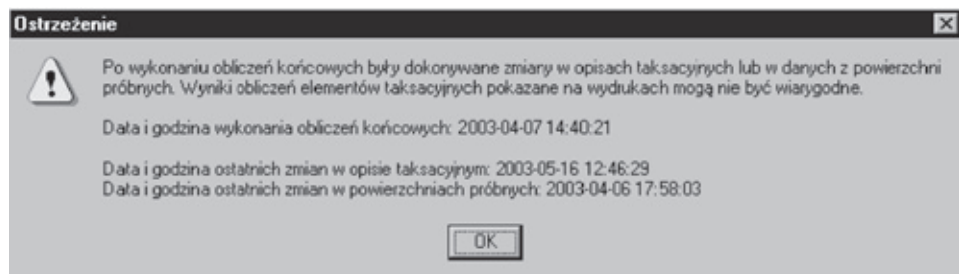 Ostrzeżenie
Po wykonaniu obliczeń końcowych były dokonywane zmiany w opisach taksacyjnych lub w danych z powierzchni
próbnych. Wyniki obliczeń elementów taksacyjnych pokazane na wydrukach mogą nie być wiarygodne.
Data i godzina wykonania obliczeń końcowych: 2003-04-07 14:40:21
Data i godzina ostatnich zmian w opisie taksacyjnym: 2003-05-16 12:46:29
Data i godzina ostatnich zmian w powierzchniach próbnych: 2003-04-06 17:58:03
OK